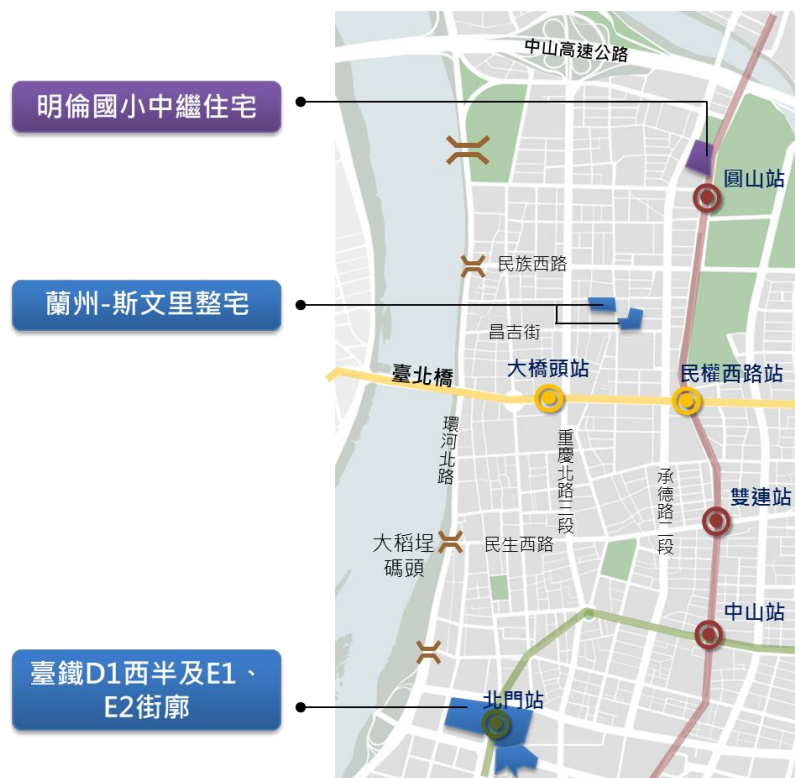 中山高速公路
明倫國小中繼住宅
圓山站
民族西路
蘭州-斯文里整宅
昌吉街
大橋頭站
民權西路站
臺北橋
環河北路
重慶北路三段
承德路二段
雙連站
大稻埕
碼頭
民生西路
中山站
臺鐵D1西半及E1、
E2街廓
北門站